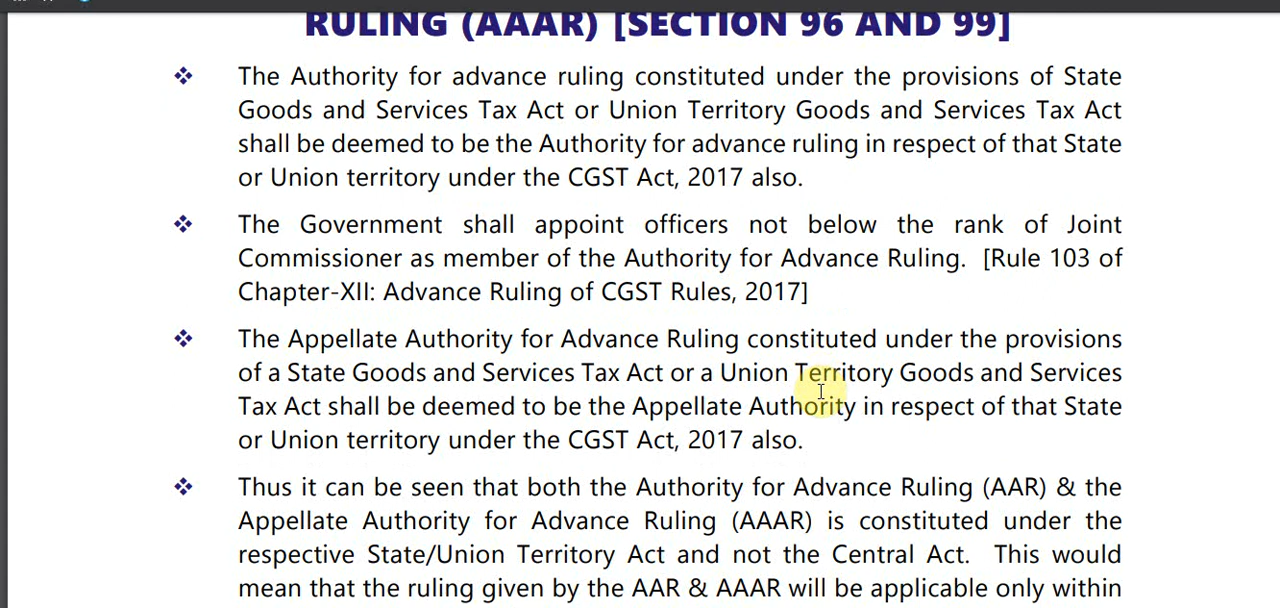 RULING (AAAR) [SECTION 96 AND 99]
❖ The Authority for advance ruling constituted under the provisions of State
Goods and Services Tax Act or Union Territory Goods and Services Tax Act
shall be deemed to be the Authority for advance ruling in respect of that State
or Union territory under the CGST Act, 2017 also.
❖ The Government shall appoint officers not below the rank of Joint
Commissioner as member of the Authority for Advance Ruling. [Rule 103 of
Chapter-XII: Advance Ruling of CGST Rules, 2017]
❖ The Appellate Authority for Advance Ruling constituted under the provisions
of a State Goods and Services Tax Act or a Union Territory Goods and Services
Tax Act shall be deemed to be the Appellate Authority in respect of that State
or Union territory under the CGST Act, 2017 also.
❖ Thus it can be seen that both the Authority for Advance Ruling (AAR) & the
Appellate Authority for Advance Ruling (AAAR) is constituted under the
respective State/Union Territory Act and not the Central Act. This would
mean that the ruling given by the AAR & AAAR will be applicable only within